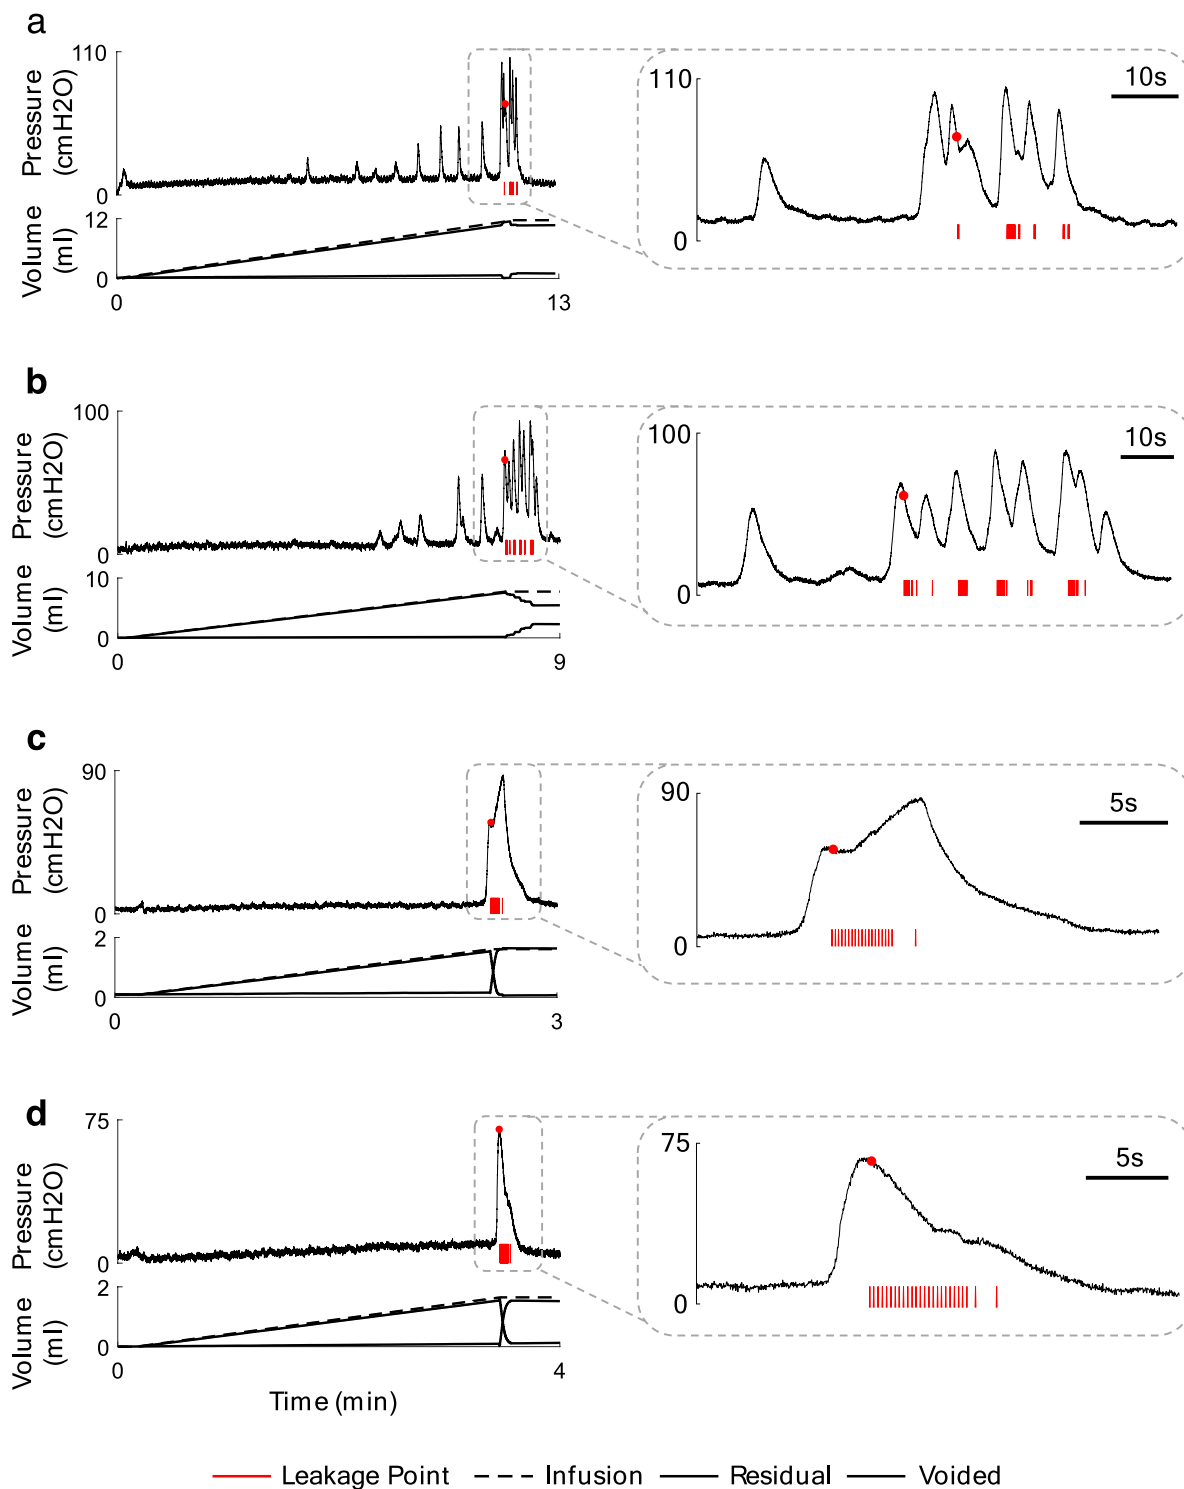 a
110
Pressure
(cmH2O)
0
12
Volume
(ml)
0
0
13
110
0
10s
b
100
Pressure
(cmH2O)
0
10
Volume
(ml)
0
0
9
100
0
10s
c
90
Pressure
(cmH2O)
0
2
Volume
(ml)
0
0
3
90
0
5s
d
75
Pressure
(cmH2O)
0
2
Volume
(ml)
0
0
4
75
0
5s
Time (min)
Leakage Point Infusion Residual Voided